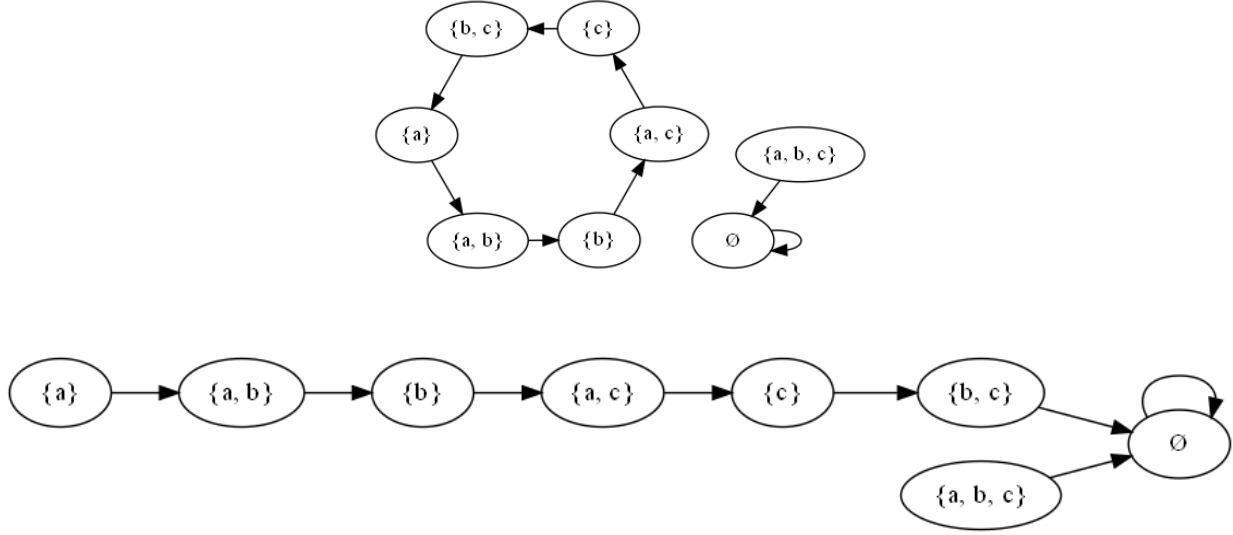 {b, c} {c}
{a} {a, c}
{a, b, c}
{a, b} {b} Ø
{a} {a, b} {b} {a, c} {c} {b, c}
Ø
{a, b, c}